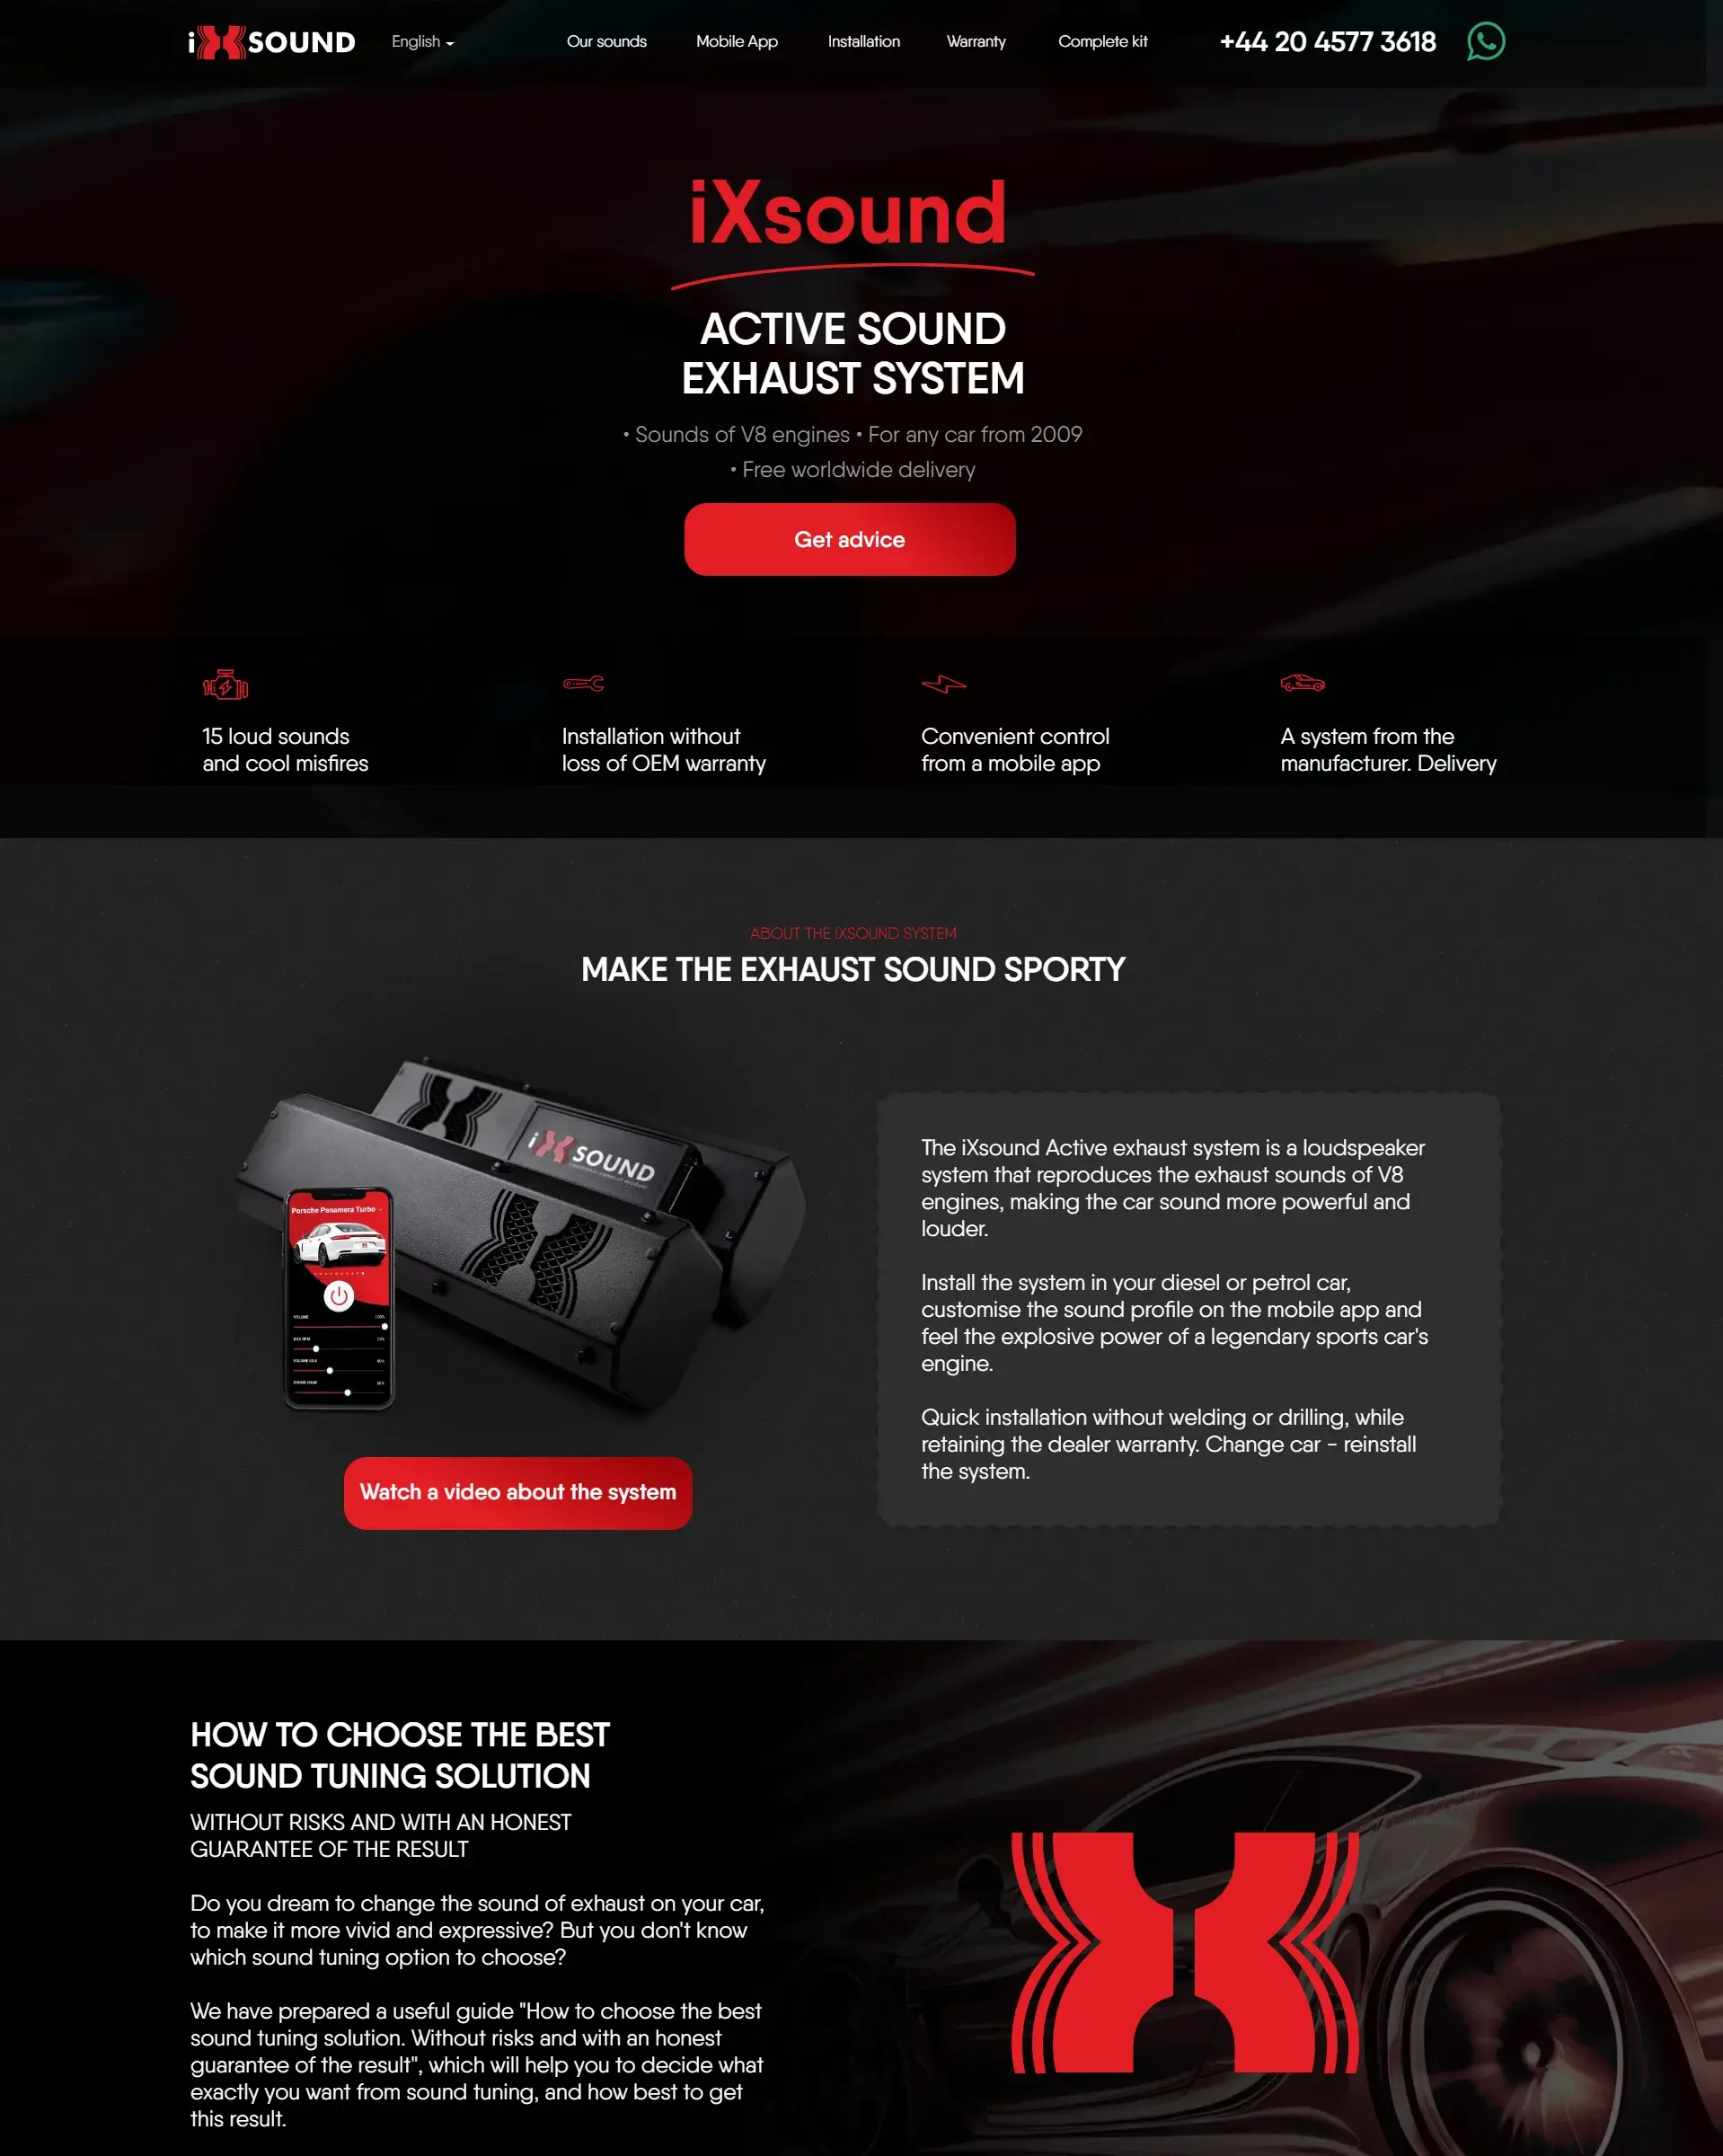 iXSOUND
English
Our sounds
Mobile App
Installation
Warranty
Complete kit
+44 20 4577 3618
iXsound
ACTIVE SOUND
EXHAUST SYSTEM
• Sounds of V8 engines • For any car from 2009
• Free worldwide delivery
Get advice
15 loud sounds
and cool misfires
Installation without
loss of OEM warranty
Convenient control
from a mobile app
A system from the
manufacturer. Delivery
ABOUT THE IXSOUND SYSTEM
MAKE THE EXHAUST SOUND SPORTY
iXSOUND
Porsche Panamera Turbo
VOLUME
IDLE RPM
VOLUME IDLE
40%
The iXsound Active exhaust system is a loudspeaker
system that reproduces the exhaust sounds of V8
engines, making the car sound more powerful and
louder.
Install the system in your diesel or petrol car,
customise the sound profile on the mobile app and
feel the explosive power of a legendary sports car's
engine.
Quick installation without welding or drilling, while
retaining the dealer warranty. Change car - reinstall
the system.
Watch a video about the system
HOW TO CHOOSE THE BEST
SOUND TUNING SOLUTION
WITHOUT RISKS AND WITH AN HONEST
GUARANTEE OF THE RESULT
Do you dream to change the sound of exhaust on your car,
to make it more vivid and expressive? But you don't know
which sound tuning option to choose?
We have prepared a useful guide "How to choose the best
sound tuning solution. Without risks and with an honest
guarantee of the result", which will help you to decide what
exactly you want from sound tuning, and how best to get
this result.